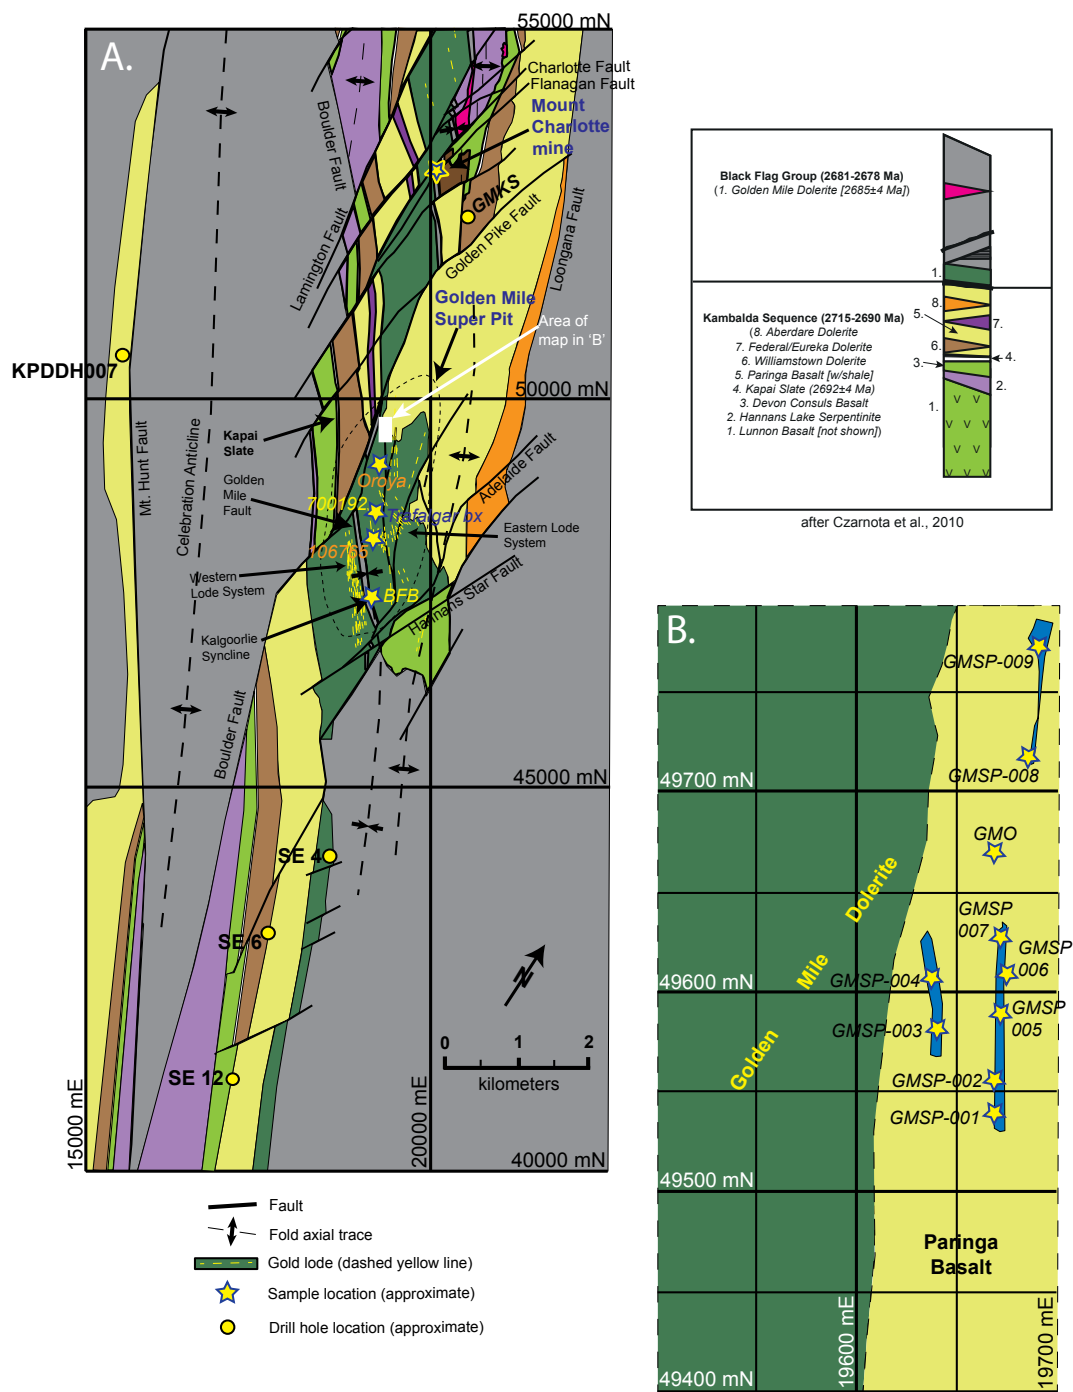 A.
55000 mN
Charlotte Fault
Flanagan Fault
Mount
Charlotte
mine
Boulder Fault
Lamington Fault
GMKS
Golden Pike Fault
Loongana Fault
Golden Mile
Super Pit
Area of
map in ‘B’
KPDDH007
50000 mN
Mt. Hunt Fault
Celebration Anticline
Kapai
Slate
Golden
Mile
Fault
Oroya
700192
Trafalgar bx
106766
Adelaide Fault
Eastern Lode
System
Western
Lode System
BFB
Hannans Star Fault
Kalgoorlie
Syncline
Boulder Fault
45000 mN
SE 4
SE 6
SE 12
N
0
2
kilometers
15000 mE
20000 mE
40000 mN
Fault
Fold axial trace
Gold lode (dashed yellow line)
Sample location (approximate)
Drill hole location (approximate)
Black Flag Group (2681-2678 Ma)
(1. Golden Mile Dolerite [2685±4 Ma])
1.
Kambalda Sequence (2715-2690 Ma)
(8. Aberdare Dolerite
7. Federal/Eureka Dolerite
6. Williamstown Dolerite
5. Paringa Basalt [w/shale]
4. Kapai Slate (2692±4 Ma)
3. Devon Consuls Basalt
2. Hannans Lake Serpentinite
1. Lunnon Basalt [not shown])
8.
5.
7.
6.
4.
3.
2.
1.
v v v
v v
v v v
v v
v v v
after Czarnota et al., 2010
B.
GMSP-009
GMSP-008
49700 mN
GMO
Golden Mile Dolerite
GMSP
007
GMSP
006
GMSP-004
49600 mN
GMSP
005
GMSP-003
GMSP-002
GMSP-001
49500 mN
Paringa
Basalt
19600 mE
19700 mE
49400 mN